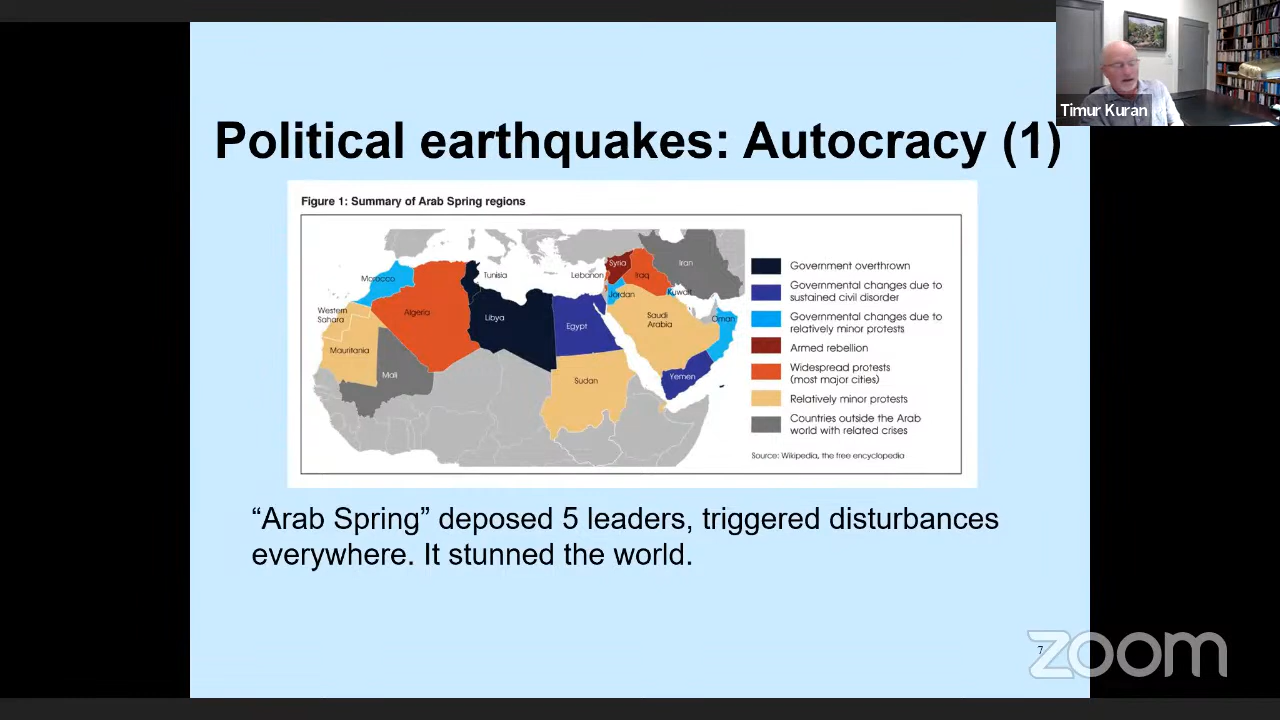 Timur Kuran
Political earthquakes: Autocracy (1)
Figure 1: Summary of Arab Spring regions
Morocco
Western
Sahara
Mauritania
Mali
Algeria
Tunisia
Libya
Egypt
Sudan
Lebanon
Syria
Jordan
Iraq
Iran
Kuwait
Saudi
Arabia
Oman
Yemen
Government overthrown
Governmental changes due to
sustained civil disorder
Governmental changes due to
relatively minor protests
Armed rebellion
Widespread protests
(most major cities)
Relatively minor protests
Countries outside the Arab
world with related crises
Source: Wikipedia, the free encyclopedia
“Arab Spring” deposed 5 leaders, triggered disturbances
everywhere. It stunned the world.
7
zoom